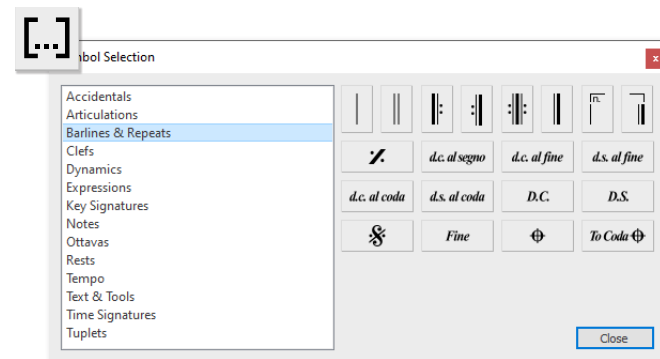 [...]
bol Selection
x
Accidentals
Articulations
Barlines & Repeats
Clefs
Dynamics
Expressions
Key Signatures
Notes
Ottavas
Rests
Tempo
Text & Tools
Time Signatures
Tuplets
n.
d.c. al segno
d.c. al fine
d.s. al fine
d.c. al coda
d.s. al coda
D.C.
D.S.
Fine
To Coda
Close